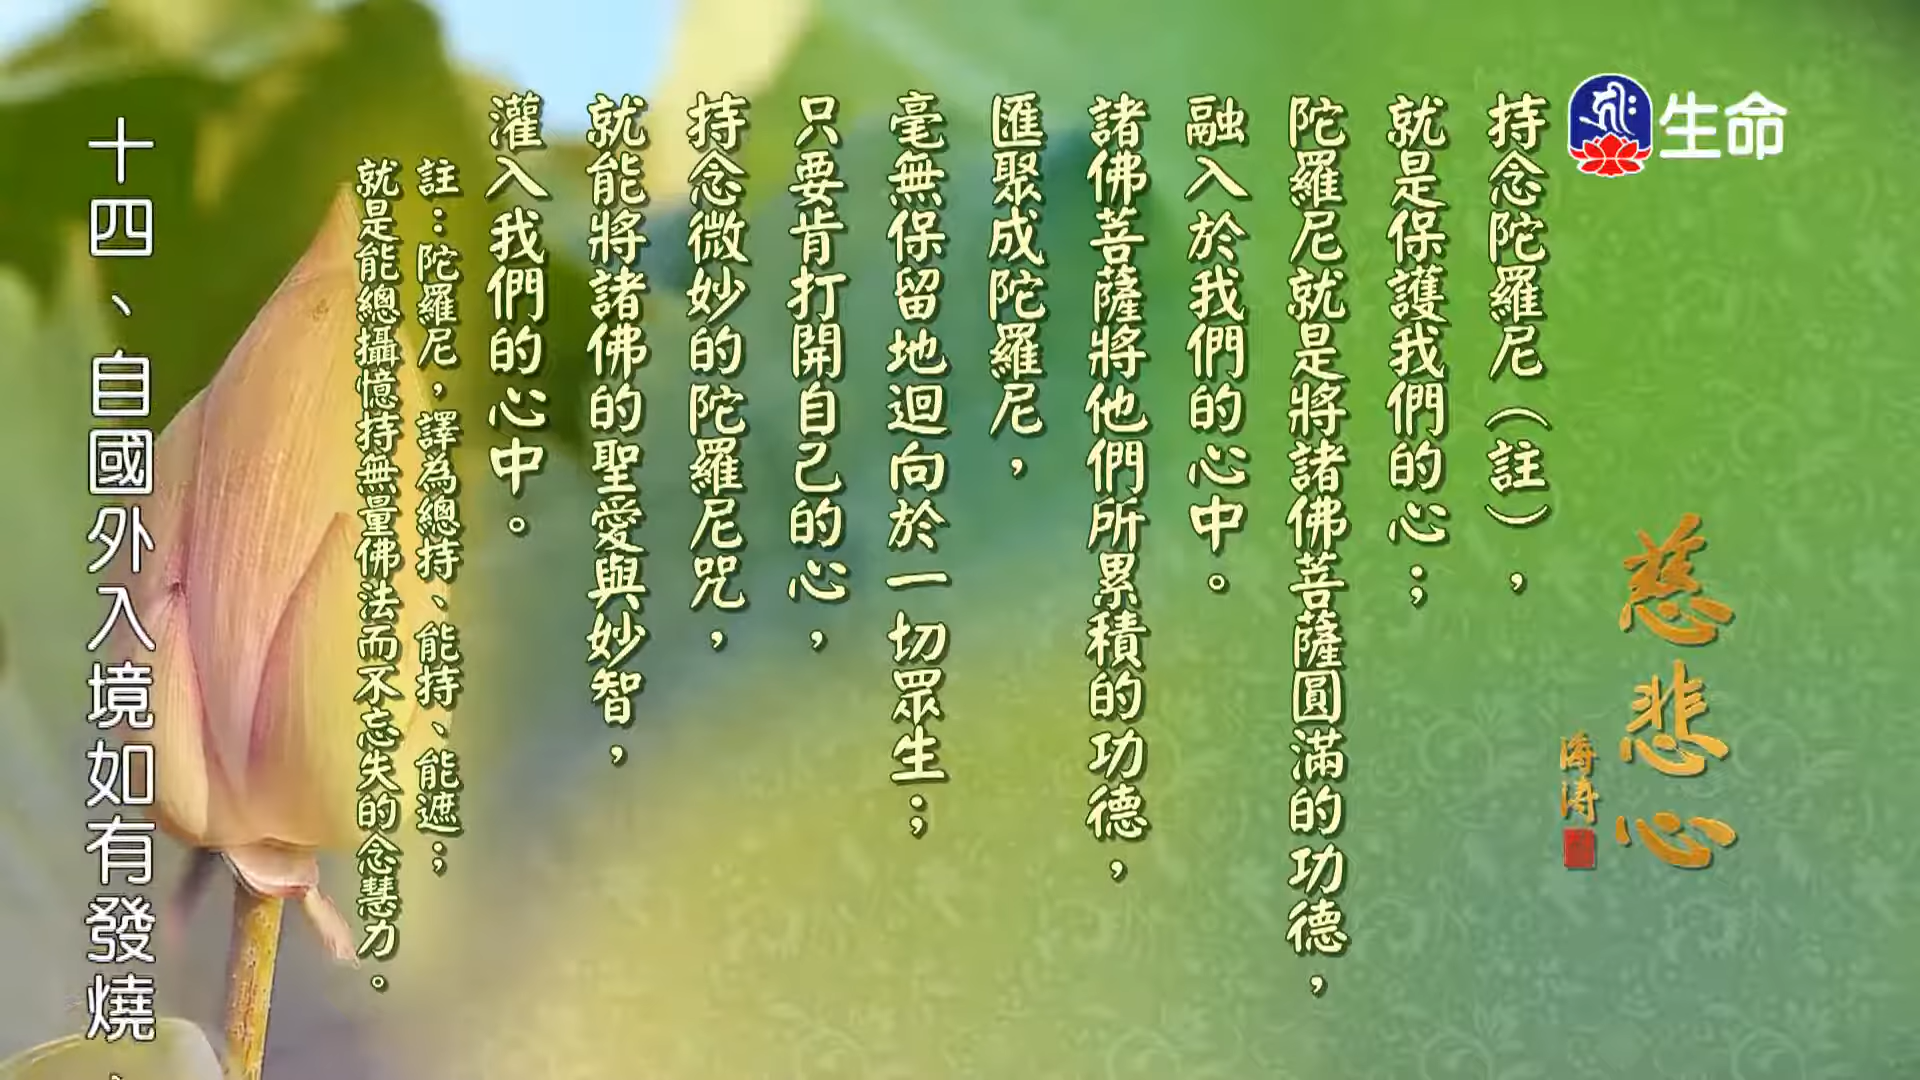 生命
慈悲心
海濤
持念陀羅尼（註），
就是保護我們的心；
陀羅尼就是將諸佛菩薩圓滿的功德，
融入於我們的心中。
諸佛菩薩將他們所累積的功德，
匯聚成陀羅尼，
毫無保留地迴向於一切眾生；
只要肯打開自己的心，
持念微妙的陀羅尼咒，
就能將諸佛的聖愛與妙智，
灌入我們的心中。
註：陀羅尼，譯為總持、能持、能遮；
就是能總攝憶持無量佛法而不忘失的念慧力。
十四、自國外入境如有發燒、